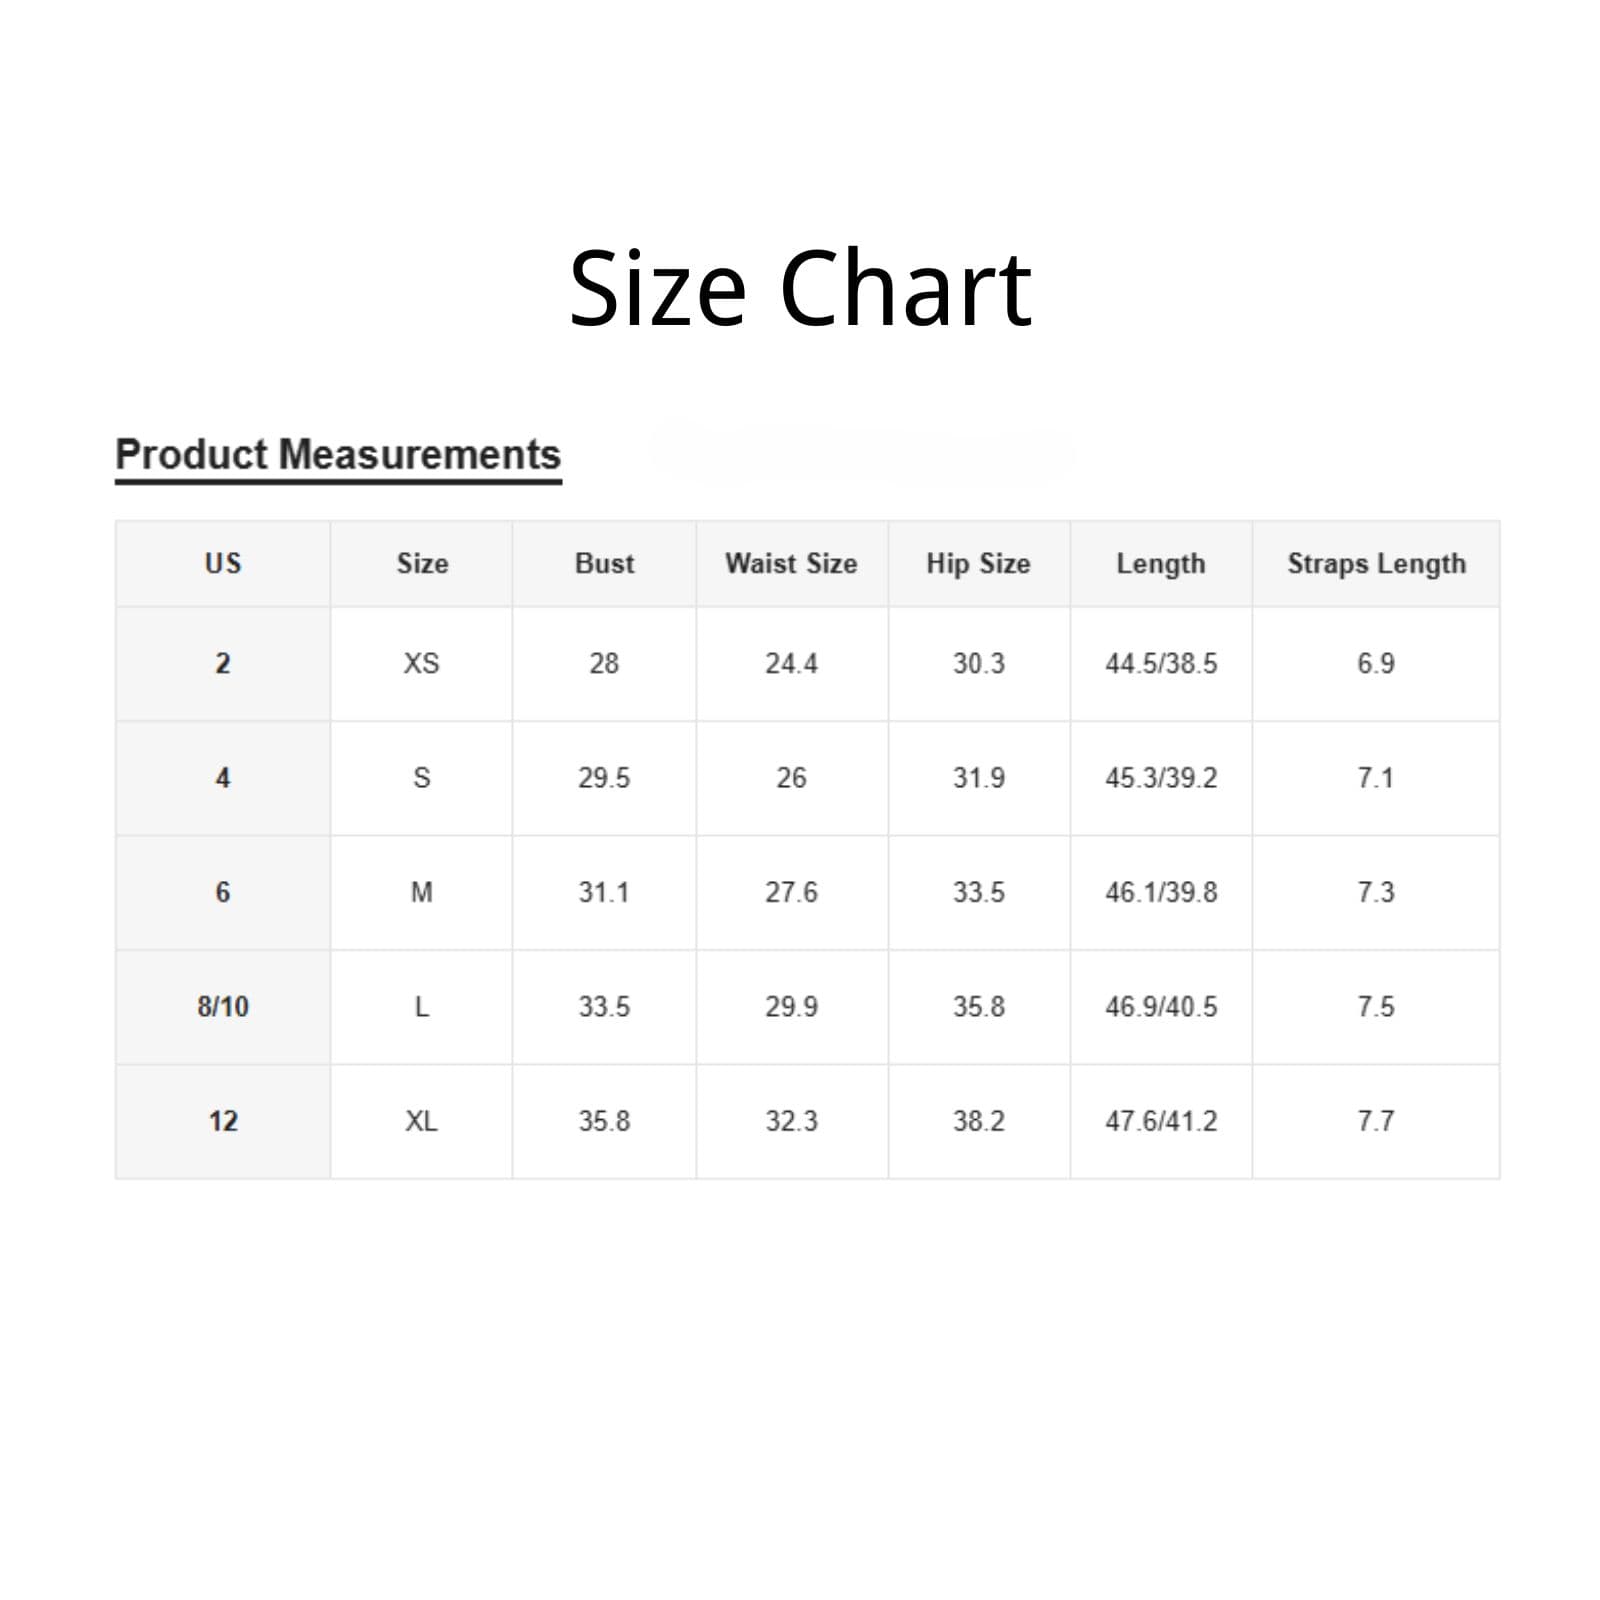 Size Chart
Product Measurements
US Size Bust Waist Size Hip Size Length Straps Length
2 XS 28 24.4 30.3 44.5/38.5 6.9
4 S 29.5 26 31.9 45.3/39.2 7.1
6 M 31.1 27.6 33.5 46.1/39.8 7.3
8/10 L 33.5 29.9 35.8 46.9/40.5 7.5
12 XL 35.8 32.3 38.2 47.6/41.2 7.7